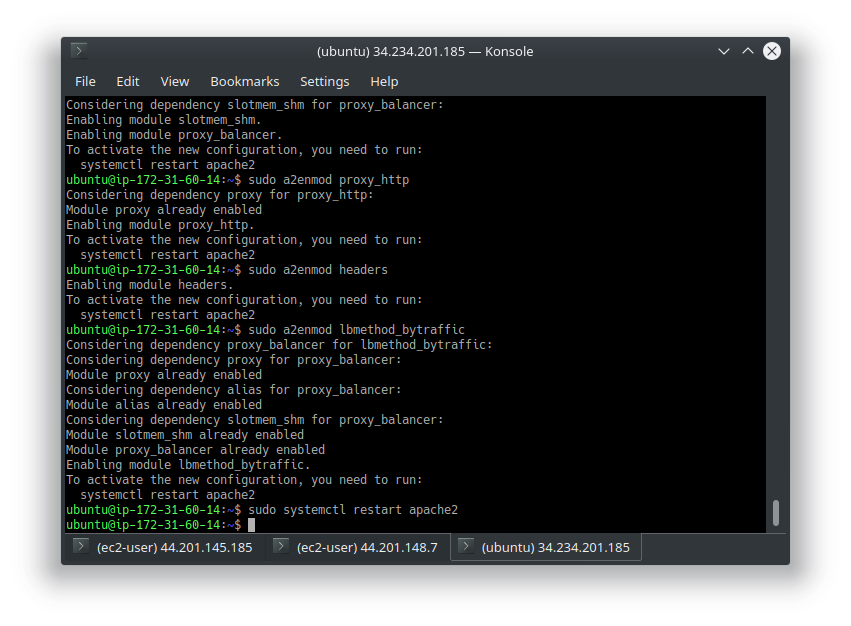 (ubuntu) 34.234.201.185 — Konsole
File Edit View Bookmarks Settings Help
Considering dependency slotmem_shm for proxy_balancer:
Enabling module slotmem_shm.
Enabling module proxy_balancer.
To activate the new configuration, you need to run:
  systemctl restart apache2
ubuntu@ip-172-31-60-14:~$ sudo a2enmod proxy_http
Considering dependency proxy for proxy_http:
Module proxy already enabled
Enabling module proxy_http.
To activate the new configuration, you need to run:
  systemctl restart apache2
ubuntu@ip-172-31-60-14:~$ sudo a2enmod headers
Enabling module headers.
To activate the new configuration, you need to run:
  systemctl restart apache2
ubuntu@ip-172-31-60-14:~$ sudo a2enmod lbmethod_bytraffic
Considering dependency proxy_balancer for lbmethod_bytraffic:
Considering dependency proxy for proxy_balancer:
Module proxy already enabled
Considering dependency alias for proxy_balancer:
Module alias already enabled
Considering dependency slotmem_shm for proxy_balancer:
Module slotmem_shm already enabled
Module proxy_balancer already enabled
Enabling module lbmethod_bytraffic.
To activate the new configuration, you need to run:
  systemctl restart apache2
ubuntu@ip-172-31-60-14:~$ sudo systemctl restart apache2
ubuntu@ip-172-31-60-14:~$
(ec2-user) 44.201.145.185 (ec2-user) 44.201.148.7 (ubuntu) 34.234.201.185